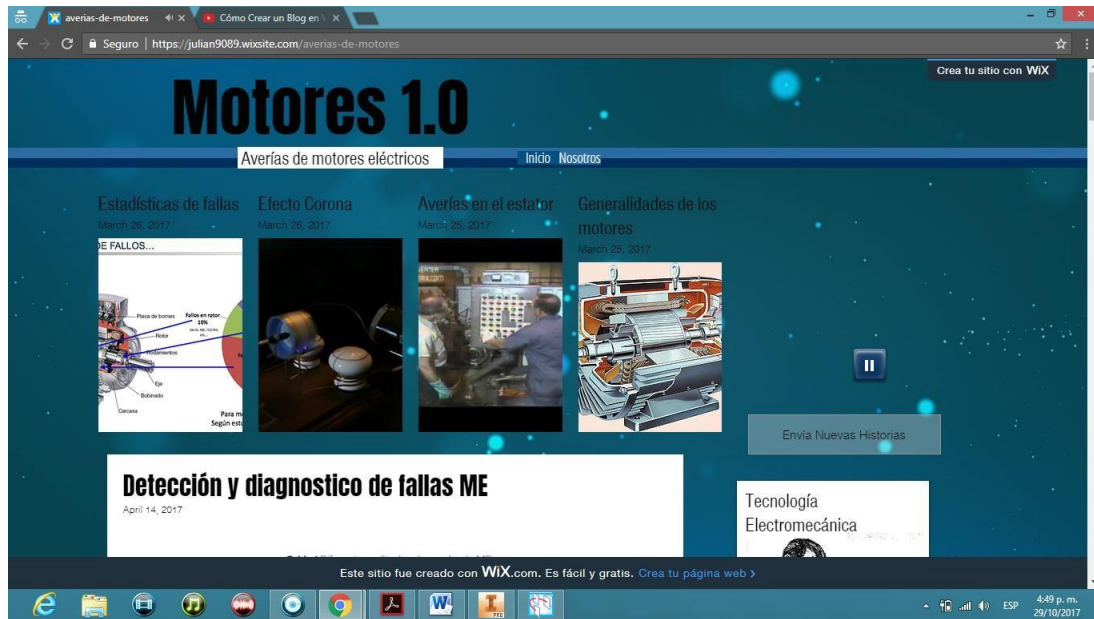 averias-de-motores
Cómo Crear un Blog en
Seguro | https://julian9089.wixsite.com/averias-de-motores
Crea tu sitio con WiX
Motores 1.0
Averías de motores eléctricos
Inicio Nosotros
Estadísticas de fallas
March 26, 2017
DE FALLOS...
Placa de bornes
Fallos en rotor
10%
Rotor
Rodamientos
Eje
Bobinado
Carcasa
Para m
Según est
Efecto Corona
March 26, 2017
Averías en el estator
March 25, 2017
Generalidades de los
motores
March 25, 2017
Envía Nuevas Historias
Detección y diagnostico de fallas ME
April 14, 2017
Tecnología
Electromecánica
Este sitio fue creado con WiX.com. Es fácil y gratis. Crea tu página web >
ESP
4:49 p. m.
29/10/2017